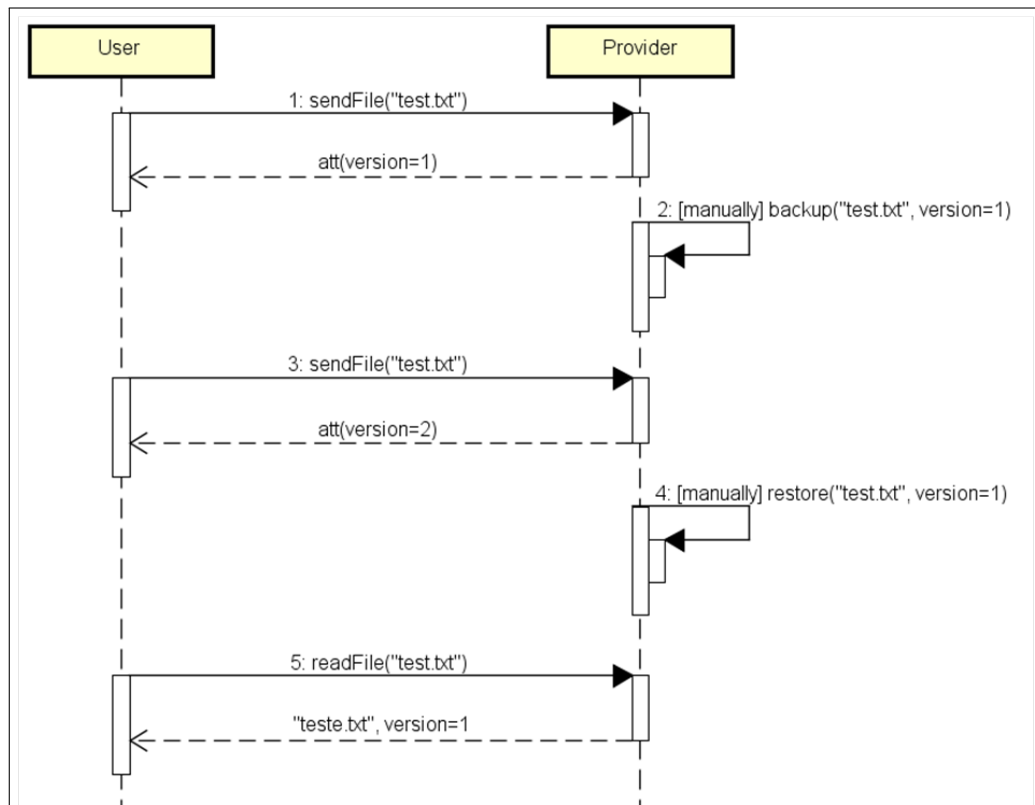 User
Provider
1: sendFile("test.txt")
att(version=1)
2: [manually] backup("test.txt", version=1)
3: sendFile("test.txt")
att(version=2)
4: [manually] restore("test.txt", version=1)
5: readFile("test.txt")
"teste.txt", version=1